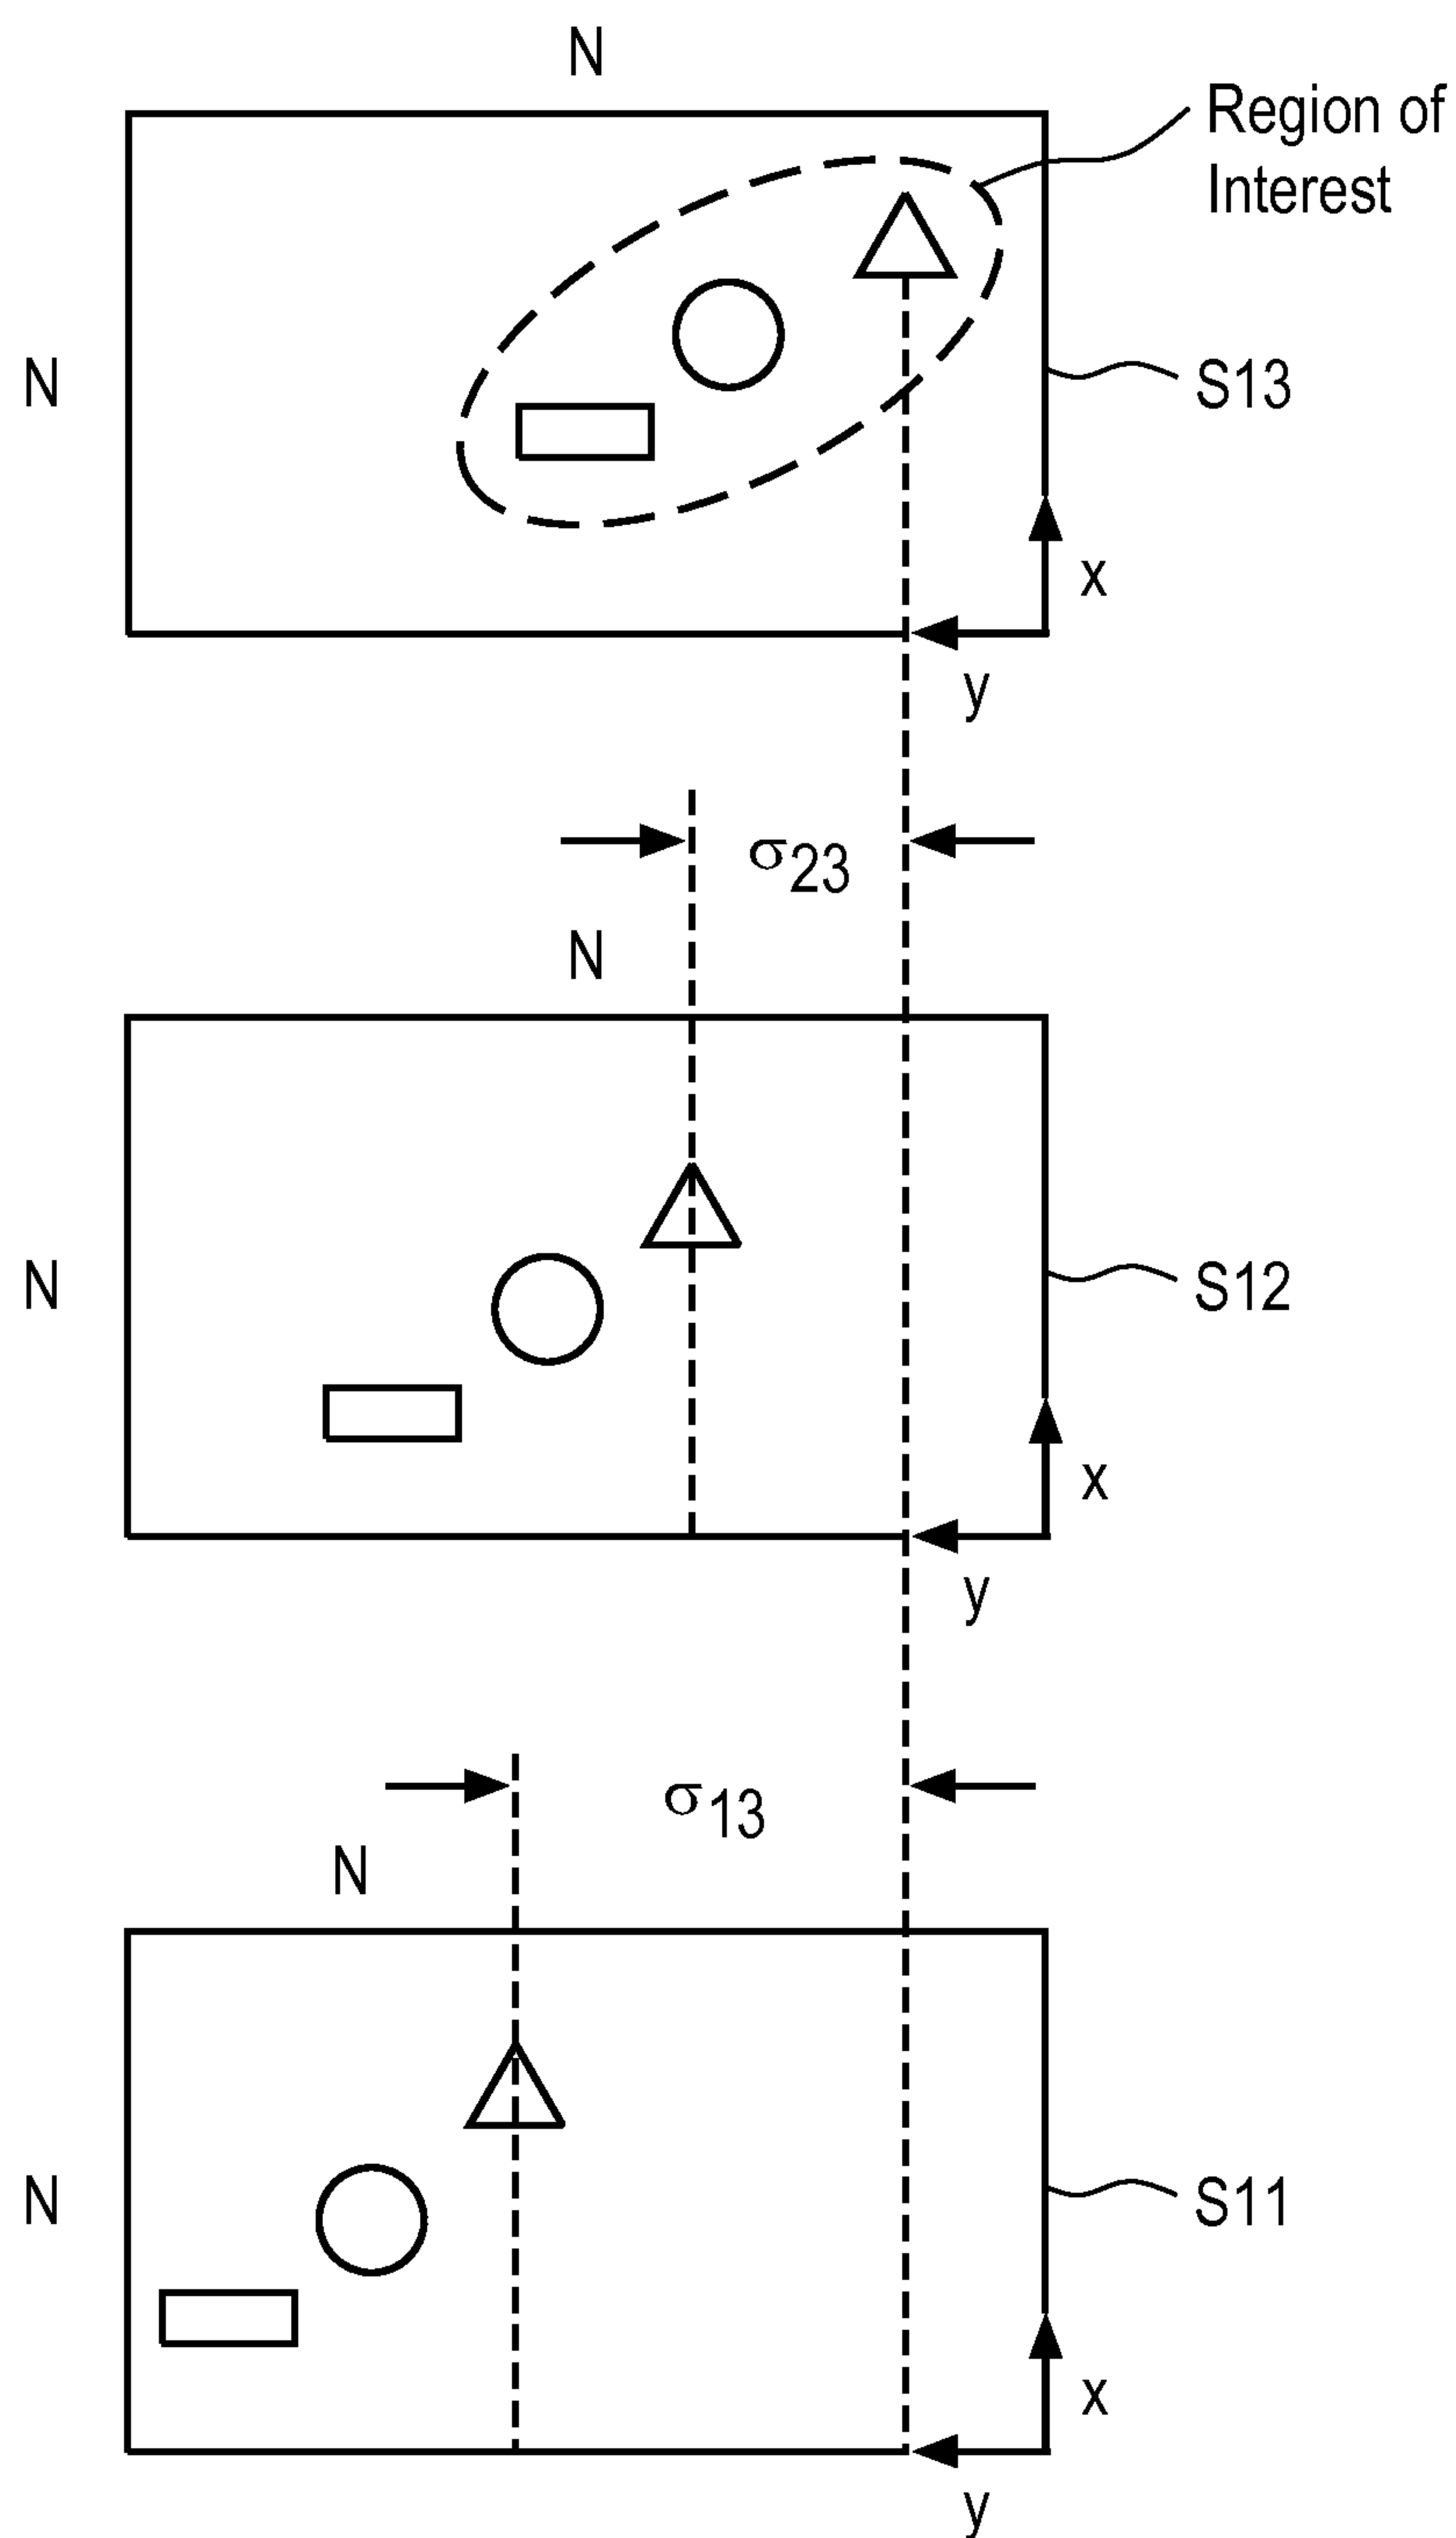 N
Region of
Interest
N
S13
x
y
σ23
N
N
S12
x
y
σ13
N
N
S11
x
y